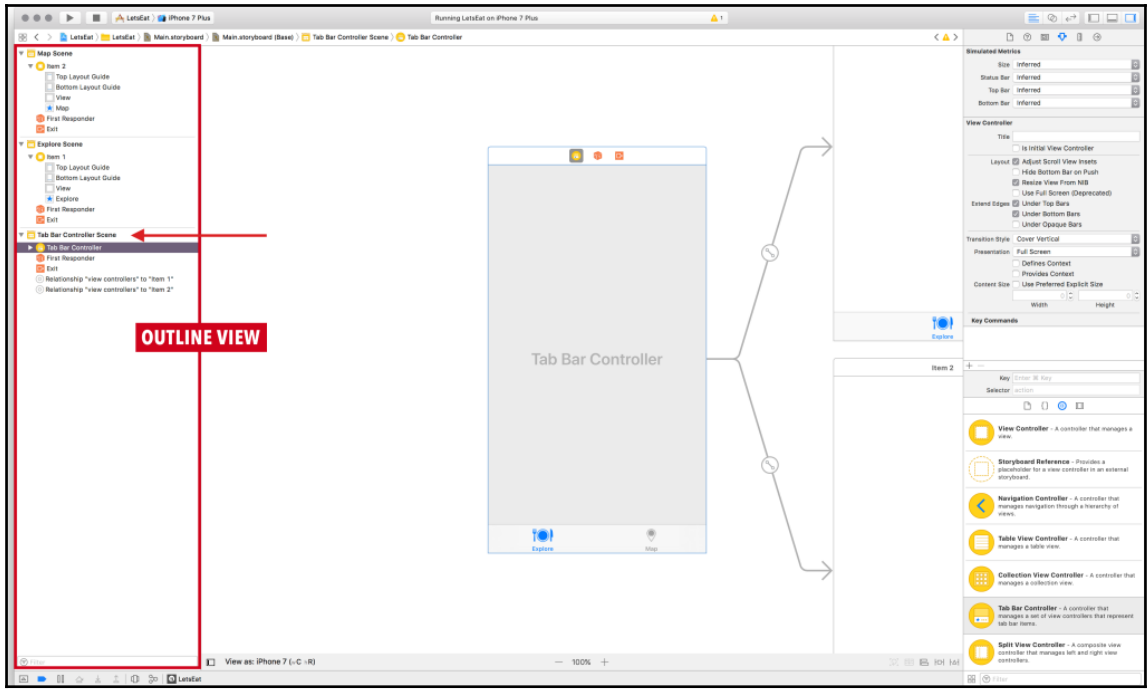 LetsEat
iPhone 7 Plus
Running LetsEat on iPhone 7 Plus
1
LetsEat
LetsEat
Main.storyboard
Main.storyboard (Base)
Tab Bar Controller Scene
Tab Bar Controller
Map Scene
Item 2
Top Layout Guide
Bottom Layout Guide
View
Map
First Responder
Exit
Explore Scene
Item 1
Top Layout Guide
Bottom Layout Guide
View
Explore
First Responder
Exit
Tab Bar Controller Scene
Tab Bar Controller
First Responder
Exit
Relationship "view controllers" to "Item 1"
Relationship "view controllers" to "Item 2"
OUTLINE VIEW
Filter
Tab Bar Controller
Explore
Map
Explore
Item 2
View as: iPhone 7 (wC hR)
— 100% +
Simulated Metrics
Size Inferred
Status Bar Inferred
Top Bar Inferred
Bottom Bar Inferred
View Controller
Title
Is Initial View Controller
Layout Adjust Scroll View Insets
Hide Bottom Bar on Push
Resize View From NIB
Use Full Screen (Deprecated)
Extend Edges Under Top Bars
Under Bottom Bars
Under Opaque Bars
Transition Style Cover Vertical
Presentation Full Screen
Defines Context
Provides Context
Content Size Use Preferred Explicit Size
Width Height
Key Commands
Key Enter ⌘ Key
Selector action
View Controller - A controller that manages a
view.
Storyboard Reference - Provides a
placeholder for a view controller in an external
storyboard.
Navigation Controller - A controller that
manages navigation through a hierarchy of
views.
Table View Controller - A controller that
manages a table view.
Collection View Controller - A controller that
manages a collection view.
Tab Bar Controller - A controller that
manages a set of view controllers that represent
tab bar items.
Split View Controller - A composite view
controller that manages left and right view
controllers.
LetsEat
Filter